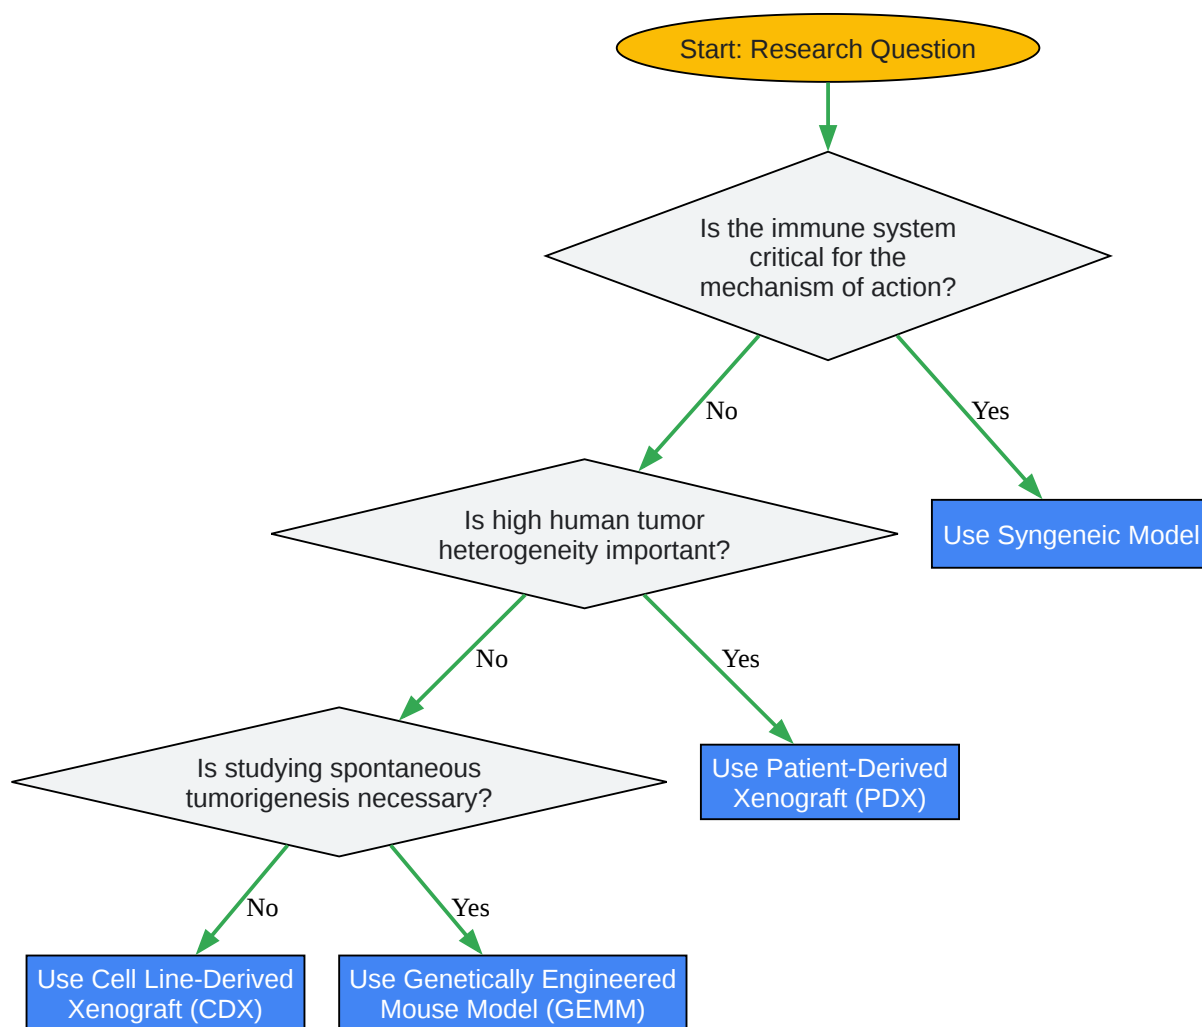 Start: Research Question
Is the immune system
critical for the
mechanism of action?
No
Yes
Is high human tumor
heterogeneity important?
Use Syngeneic Model
No
Yes
Is studying spontaneous
tumorigenesis necessary?
Use Patient-Derived
Xenograft (PDX)
No
Yes
Use Cell Line-Derived
Xenograft (CDX)
Use Genetically Engineered
Mouse Model (GEMM)